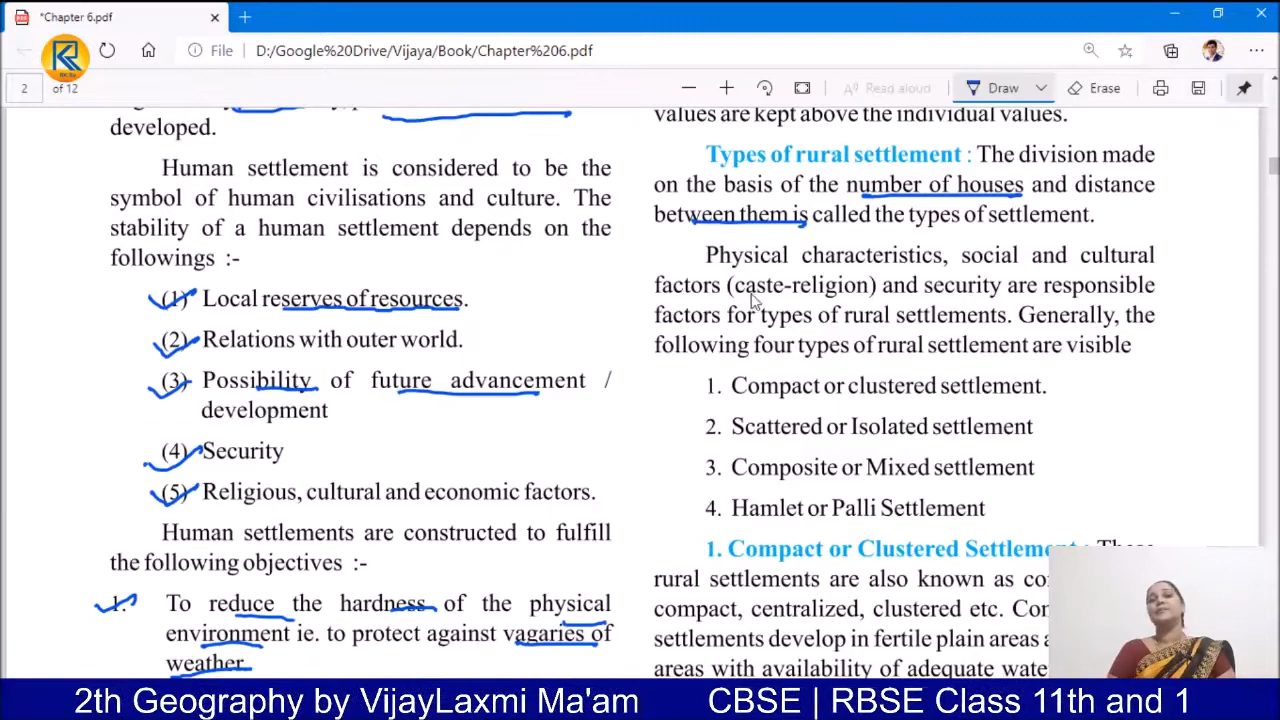 *Chapter 6.pdf
File D:/Google%20Drive/Vijaya/Book/Chapter%206.pdf
2 of 12
Read aloud
Draw
Erase
developed.
Human settlement is considered to be the
symbol of human civilisations and culture. The
stability of a human settlement depends on the
followings :-
(1) Local reserves of resources.
(2) Relations with outer world.
(3) Possibility of future advancement /
development
(4) Security
(5) Religious, cultural and economic factors.
Human settlements are constructed to fulfill
the following objectives :-
1. To reduce the hardness of the physical
environment ie. to protect against vagaries of
weather.
values are kept above the individual values.
Types of rural settlement : The division made
on the basis of the number of houses and distance
between them is called the types of settlement.
Physical characteristics, social and cultural
factors (caste-religion) and security are responsible
factors for types of rural settlements. Generally, the
following four types of rural settlement are visible
1. Compact or clustered settlement.
2. Scattered or Isolated settlement
3. Composite or Mixed settlement
4. Hamlet or Palli Settlement
1. Compact or Clustered Settlement : These
rural settlements are also known as
compact, centralized, clustered etc.
settlements develop in fertile plain areas
areas with availability of adequate
2th Geography by VijayLaxmi Ma'am CBSE | RBSE Class 11th and 1